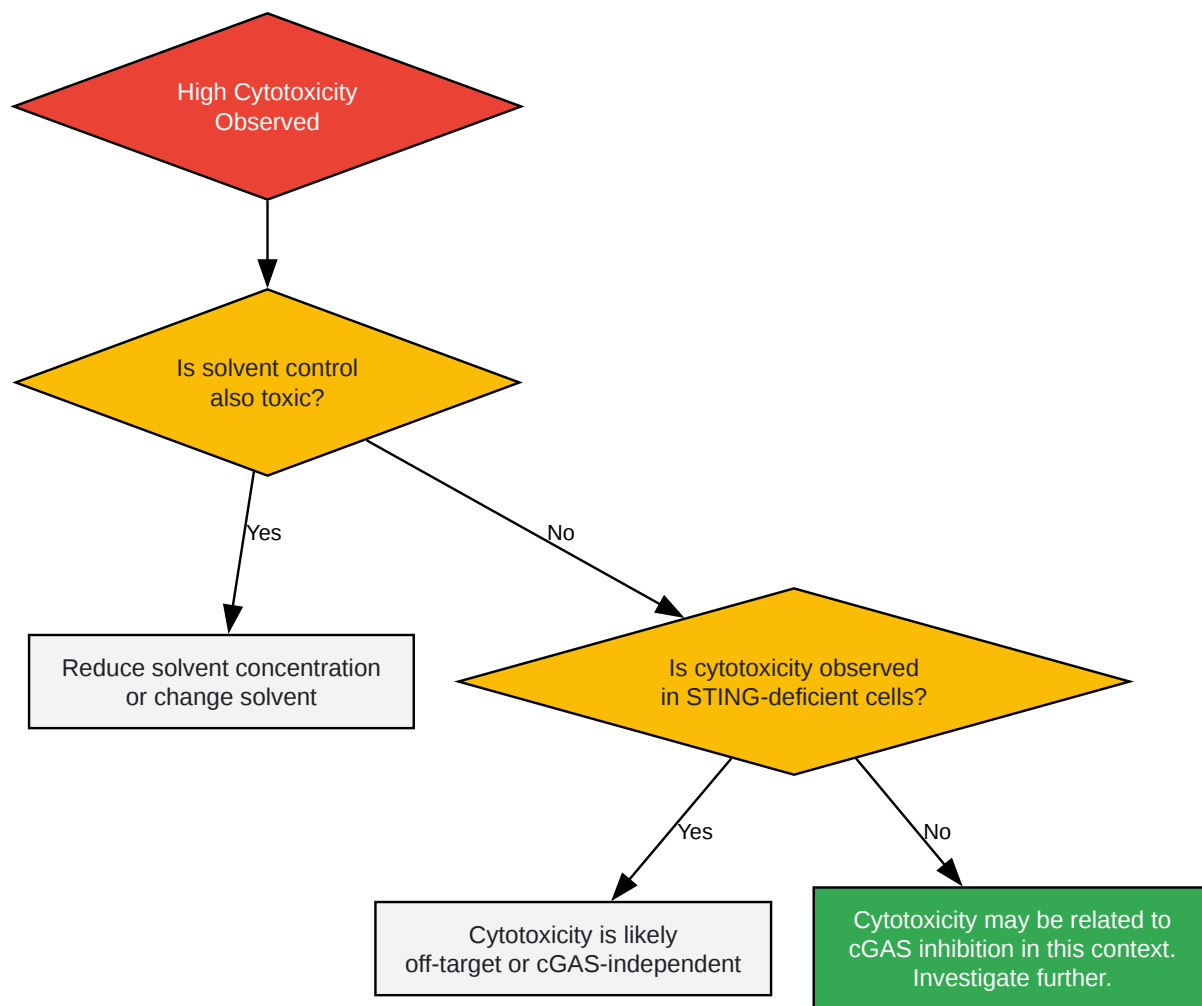 High Cytotoxicity
Observed
Is solvent control
also toxic?
Yes
No
Reduce solvent concentration
or change solvent
Is cytotoxicity observed
in STING-deficient cells?
Yes
No
Cytotoxicity is likely
off-target or cGAS-independent
Cytotoxicity may be related to
cGAS inhibition in this context.
Investigate further.